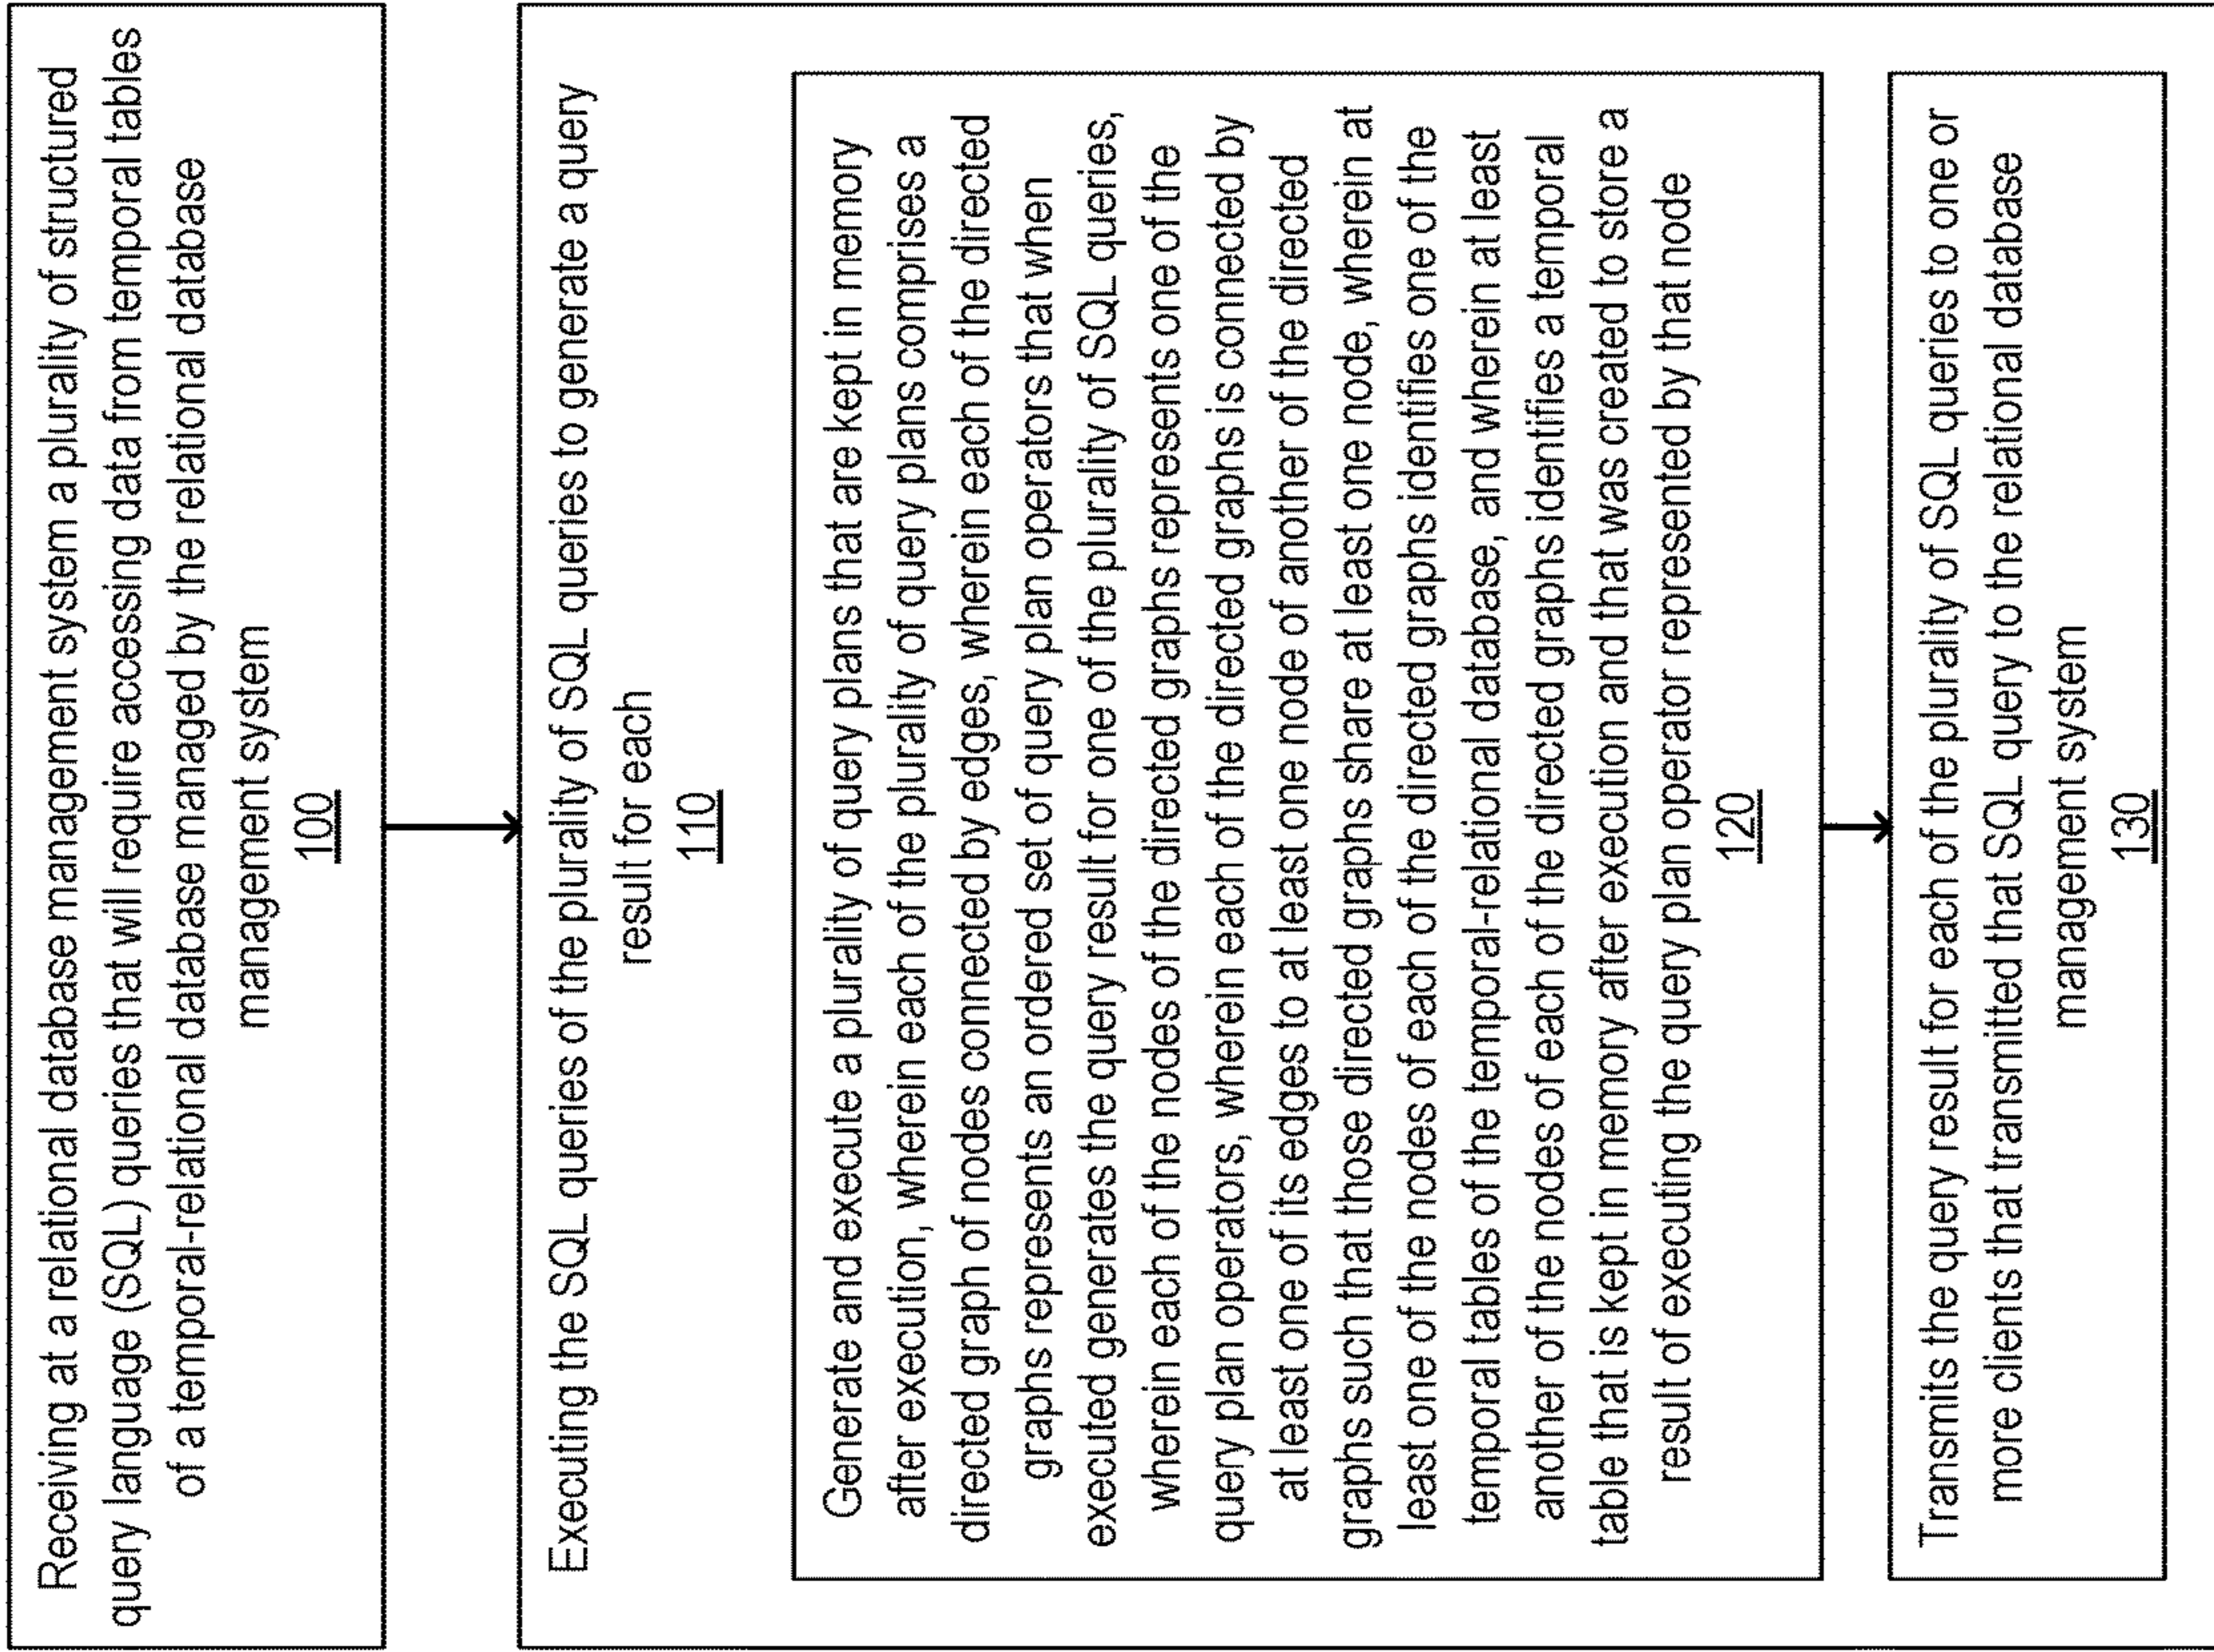 Receiving at a relational database management system a plurality of structured
query language (SQL) queries that will require accessing data from temporal tables
of a temporal-relational database managed by the relational database
management system
100
Executing the SQL queries of the plurality of SQL queries to generate a query
result for each
110
Generate and execute a plurality of query plans that are kept in memory
after execution, wherein each of the plurality of query plans comprises a
directed graph of nodes connected by edges, wherein each of the directed
graphs represents an ordered set of query plan operators that when
executed generates the query result for one of the plurality of SQL queries,
wherein each of the nodes of the directed graphs represents one of the
query plan operators, wherein each of the directed graphs is connected by
at least one of its edges to at least one node of another of the directed
graphs such that those directed graphs share at least one node, wherein at
least one of the nodes of each of the directed graphs identifies one of the
temporal tables of the temporal-relational database, and wherein at least
another of the nodes of each of the directed graphs identifies a temporal
table that is kept in memory after execution and that was created to store a
result of executing the query plan operator represented by that node
120
Transmits the query result for each of the plurality of SQL queries to one or
more clients that transmitted that SQL query to the relational database
management system
130